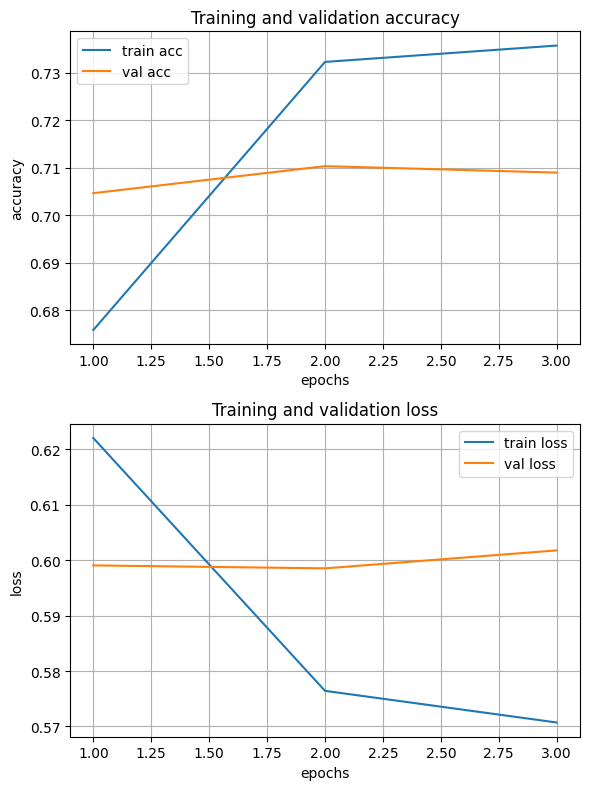 Training and validation accuracy
train acc
val acc
0.73
0.72
0.71
0.70
0.69
0.68
accuracy
1.00 1.25 1.50 1.75 2.00 2.25 2.50 2.75 3.00
epochs
Training and validation loss
train loss
val loss
0.62
0.61
0.60
0.59
0.58
0.57
loss
1.00 1.25 1.50 1.75 2.00 2.25 2.50 2.75 3.00
epochs